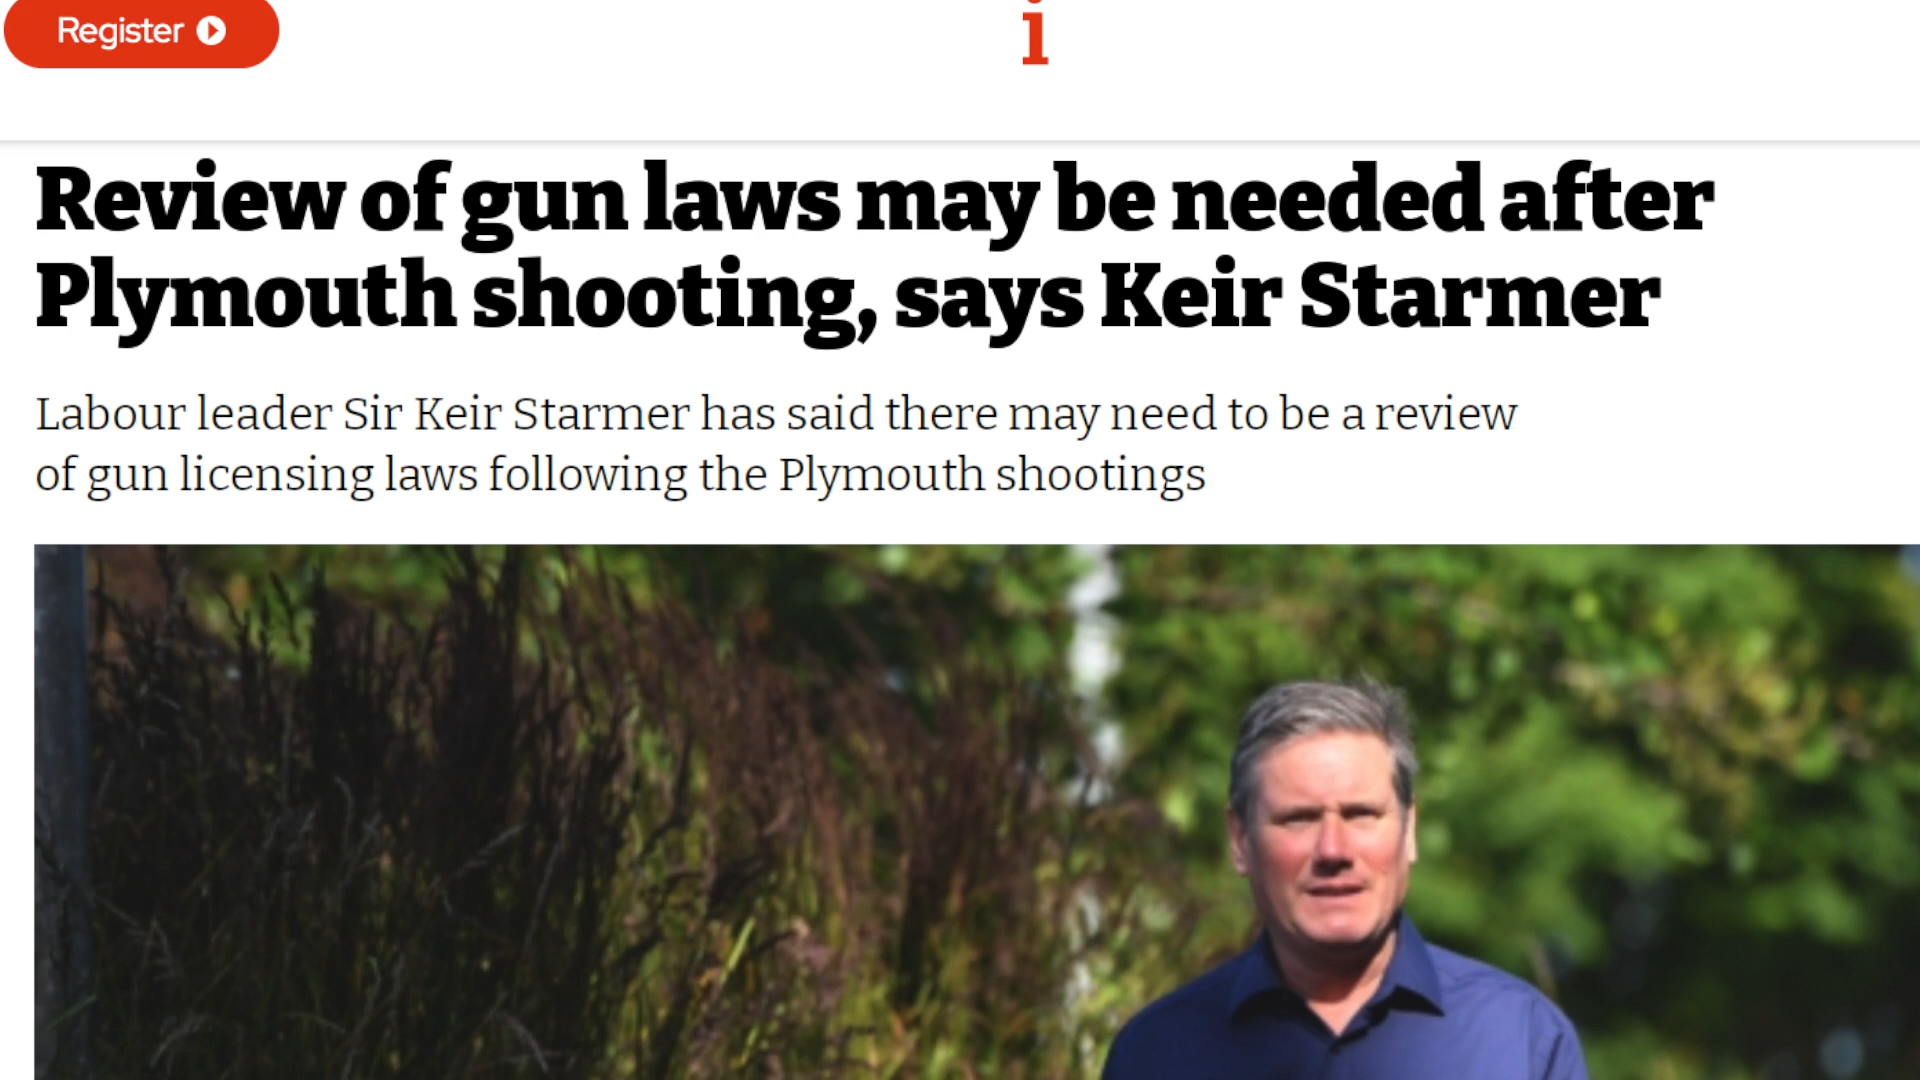 Register
i
Review of gun laws may be needed after
Plymouth shooting, says Keir Starmer
Labour leader Sir Keir Starmer has said there may need to be a review
of gun licensing laws following the Plymouth shootings